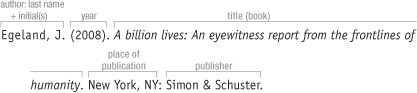 author: last name
+ initial(s) year title (book)
Egeland, J. (2008). A billion lives: An eyewitness report from the frontlines of
place of
publication publisher
humanity. New York, NY: Simon & Schuster.